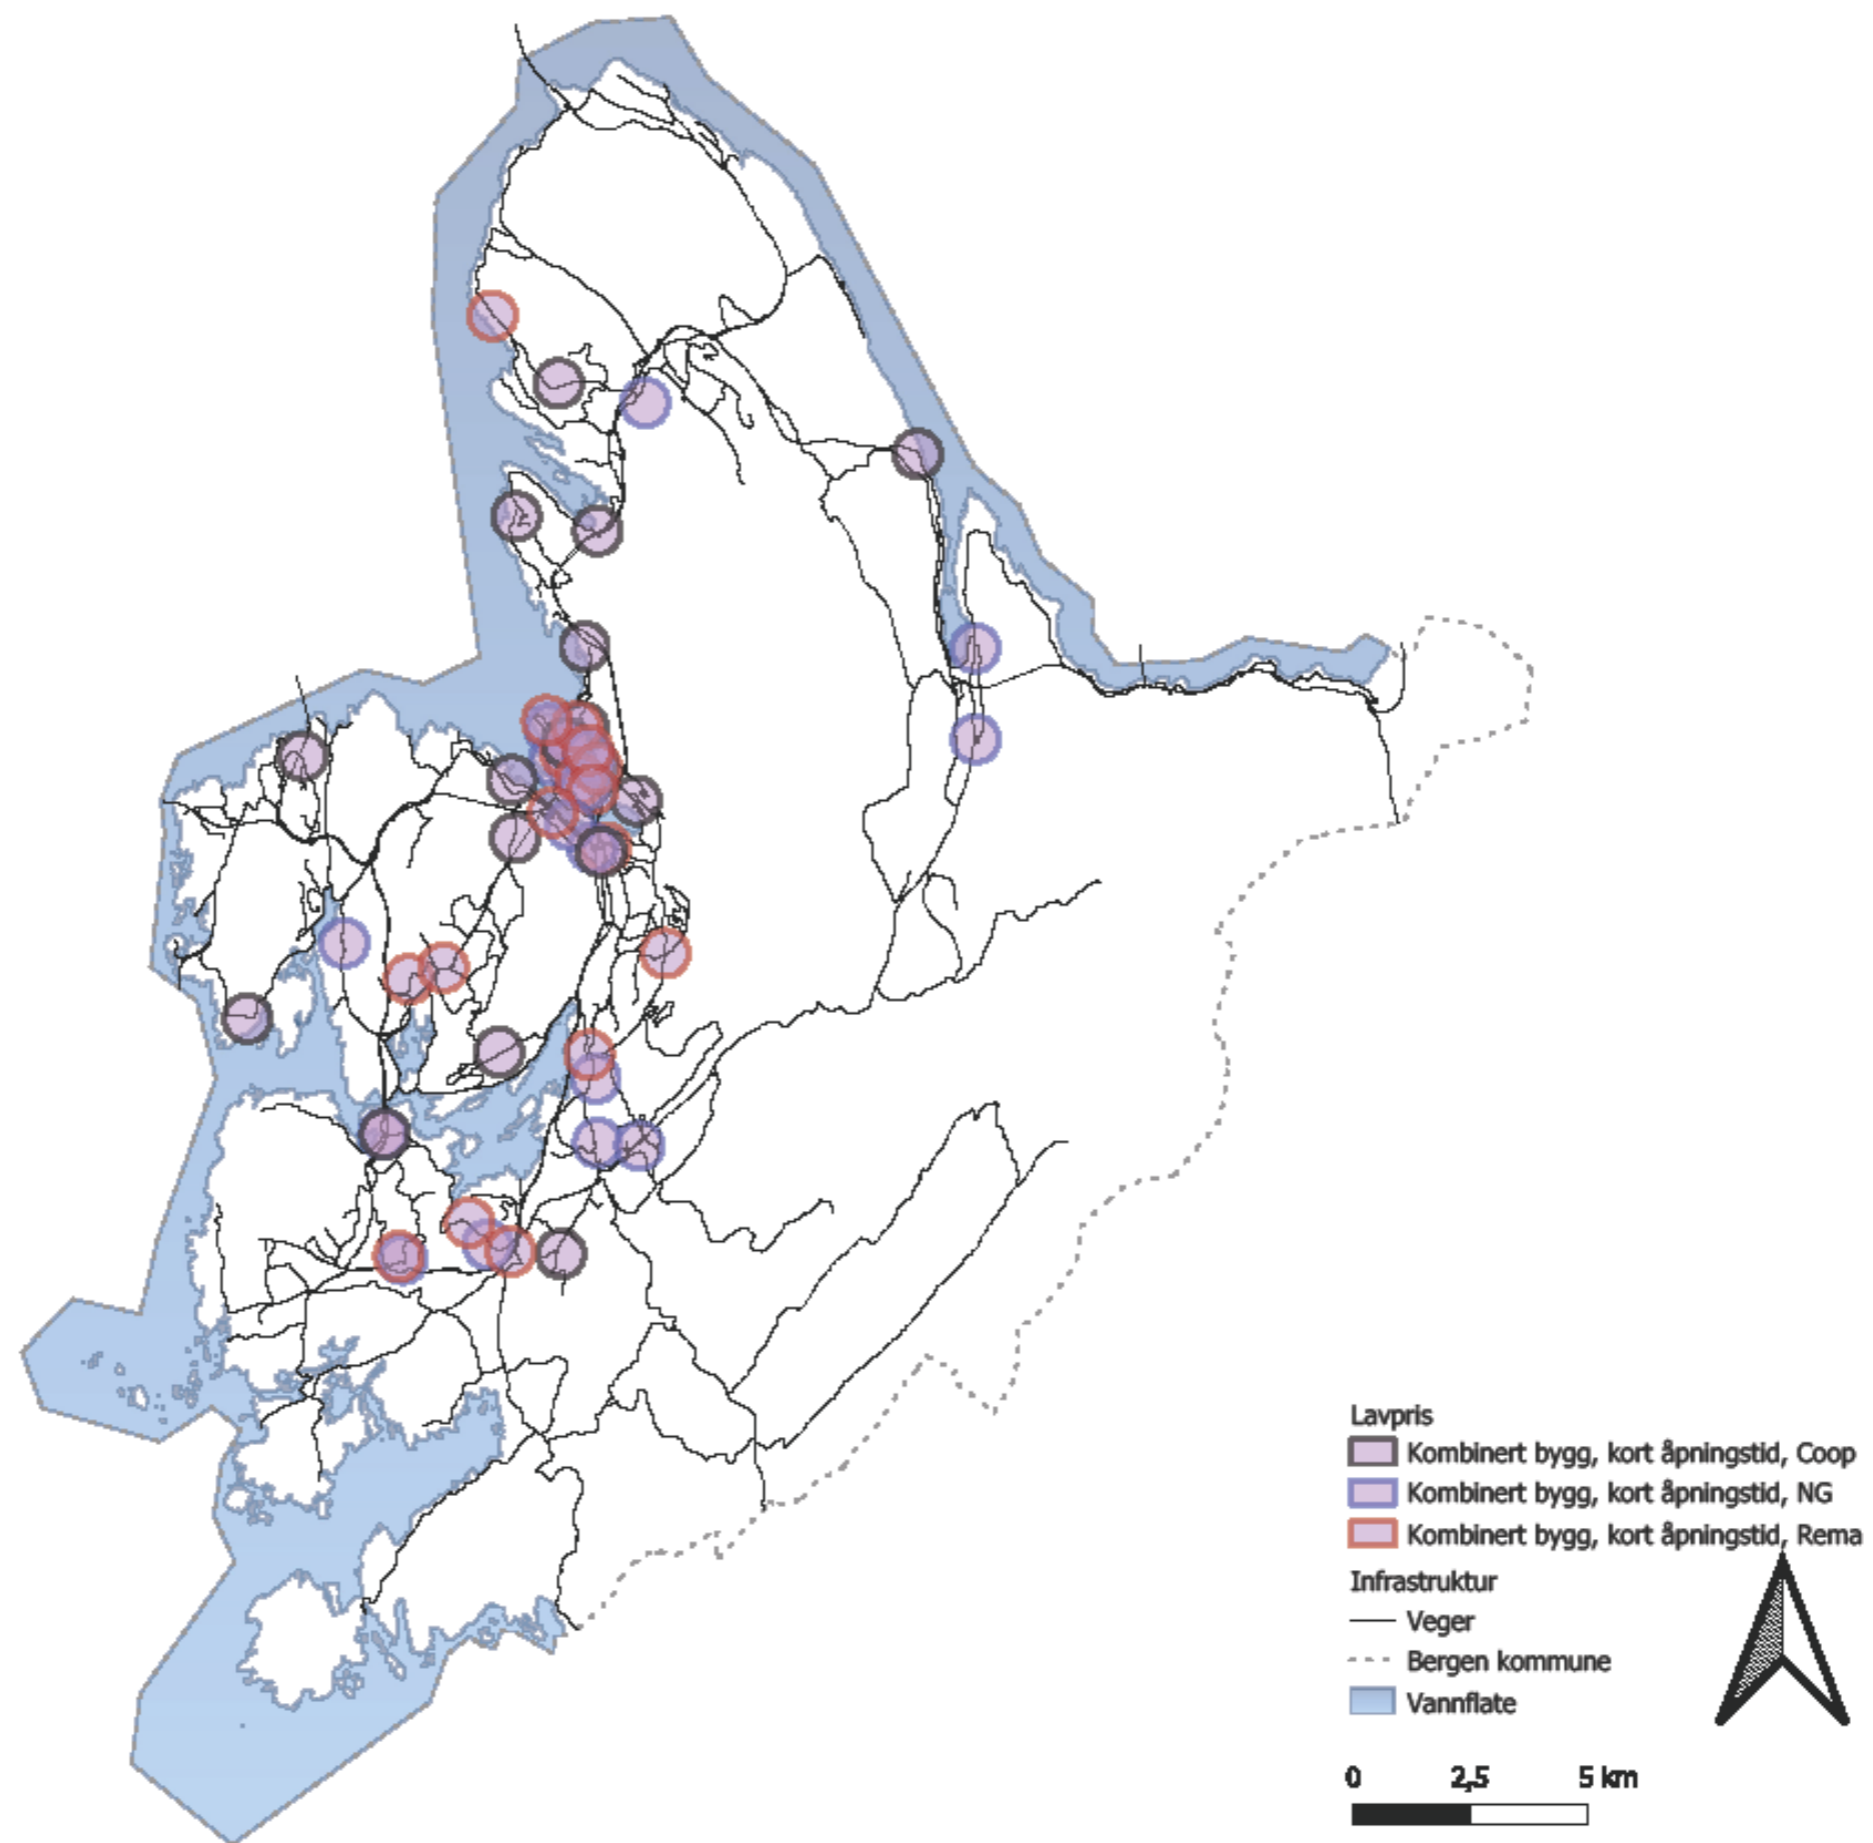 Lavpris
Kombinert bygg, kort åpningstid, Coop
Kombinert bygg, kort åpningstid, NG
Kombinert bygg, kort åpningstid, Rema
Infrastruktur
Veger
Bergen kommune
Vannflate
0 2,5 5 km